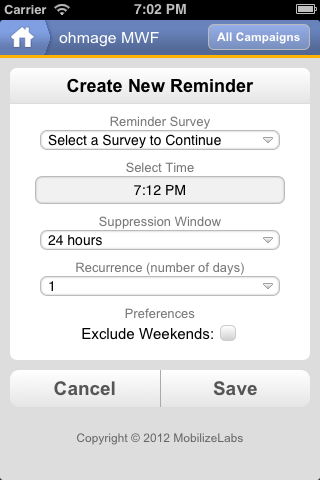 Carrier 7:02 PM
ohmage MWF All Campaigns
Create New Reminder
Reminder Survey
Select a Survey to Continue
Select Time
7:12 PM
Suppression Window
24 hours
Recurrence (number of days)
1
Preferences
Exclude Weekends:
Cancel Save
Copyright © 2012 MobilizeLabs